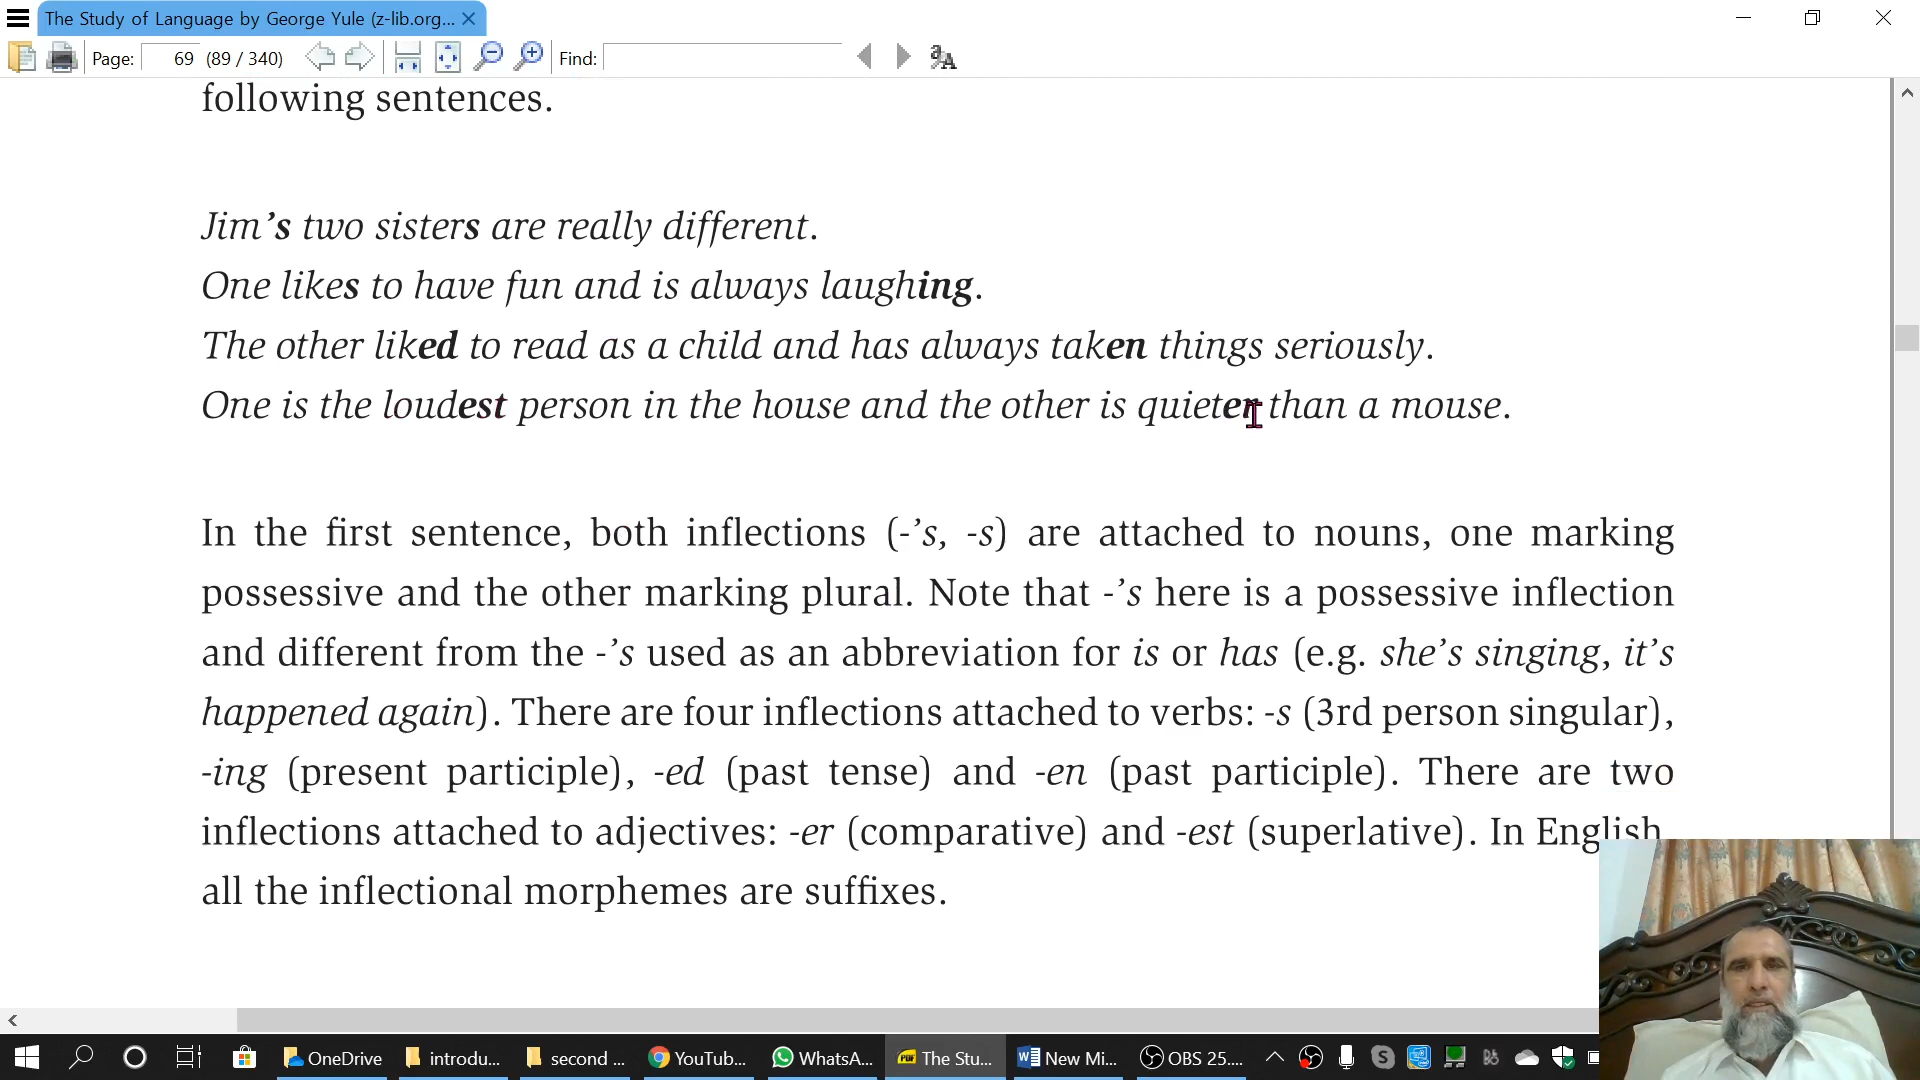 The Study of Language by George Yule (z-lib.org...
Page: 69 (89 / 340) Find:
following sentences.
Jim’s two sisters are really different.
One likes to have fun and is always laughing.
The other liked to read as a child and has always taken things seriously.
One is the loudest person in the house and the other is quieter than a mouse.
In the first sentence, both inflections (-’s, -s) are attached to nouns, one marking
possessive and the other marking plural. Note that -’s here is a possessive inflection
and different from the -’s used as an abbreviation for is or has (e.g. she’s singing, it’s
happened again). There are four inflections attached to verbs: -s (3rd person singular),
-ing (present participle), -ed (past tense) and -en (past participle). There are two
inflections attached to adjectives: -er (comparative) and -est (superlative). In English,
all the inflectional morphemes are suffixes.
OneDrive introdu... second ... YouTub... WhatsA... The Stu... New Mi... OBS 25....